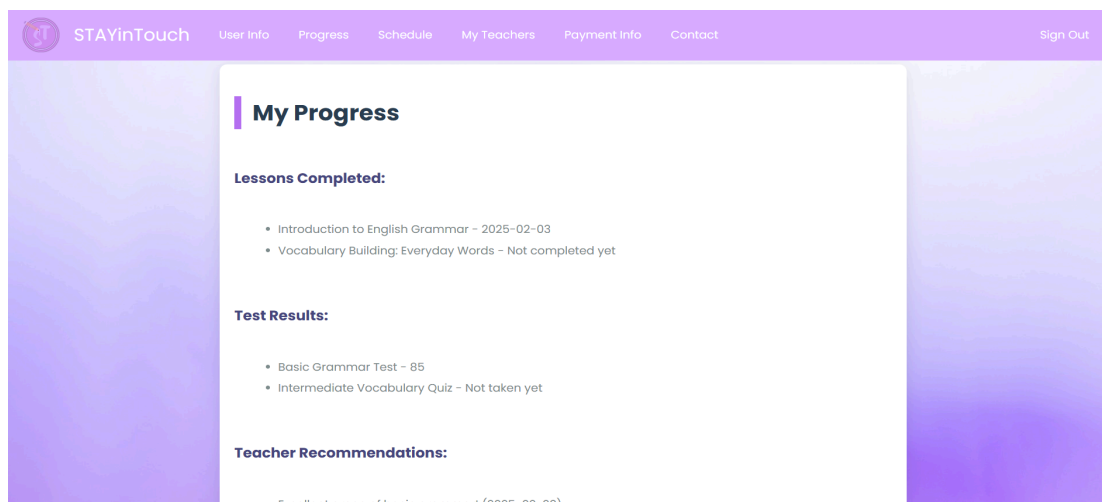 STAYinTouch User Info Progress Schedule My Teachers Payment Info Contact Sign Out
My Progress
Lessons Completed:
Introduction to English Grammar - 2025-02-03
Vocabulary Building: Everyday Words - Not completed yet
Test Results:
Basic Grammar Test - 85
Intermediate Vocabulary Quiz - Not taken yet
Teacher Recommendations: